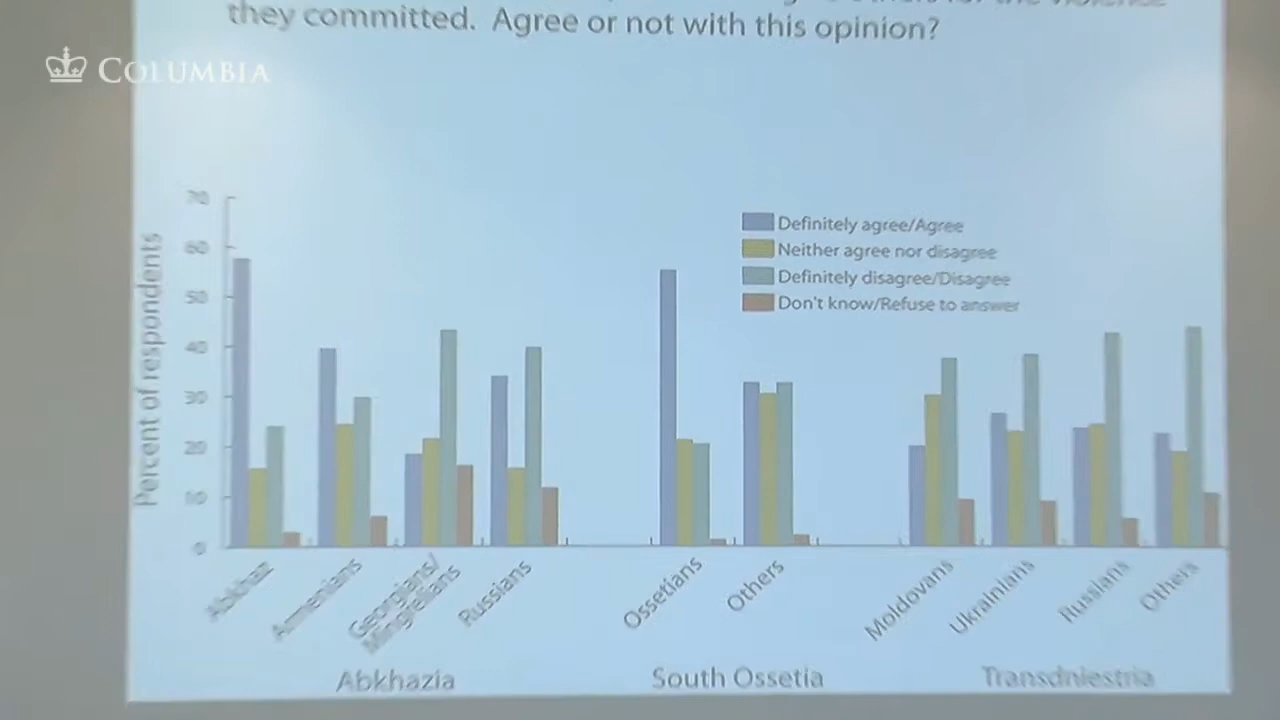 they committed. Agree or not with this opinion?
COLUMBIA
70
60
50
40
30
20
10
0
Percent of respondents
Definitely agree/Agree
Neither agree nor disagree
Definitely disagree/Disagree
Don't know/Refuse to answer
Abkhaz
Armenians
Georgians/
Mingrelians
Russians
Ossetians
Others
Moldovans
Ukrainians
Russians
Others
Abkhazia
South Ossetia
Transdniestria